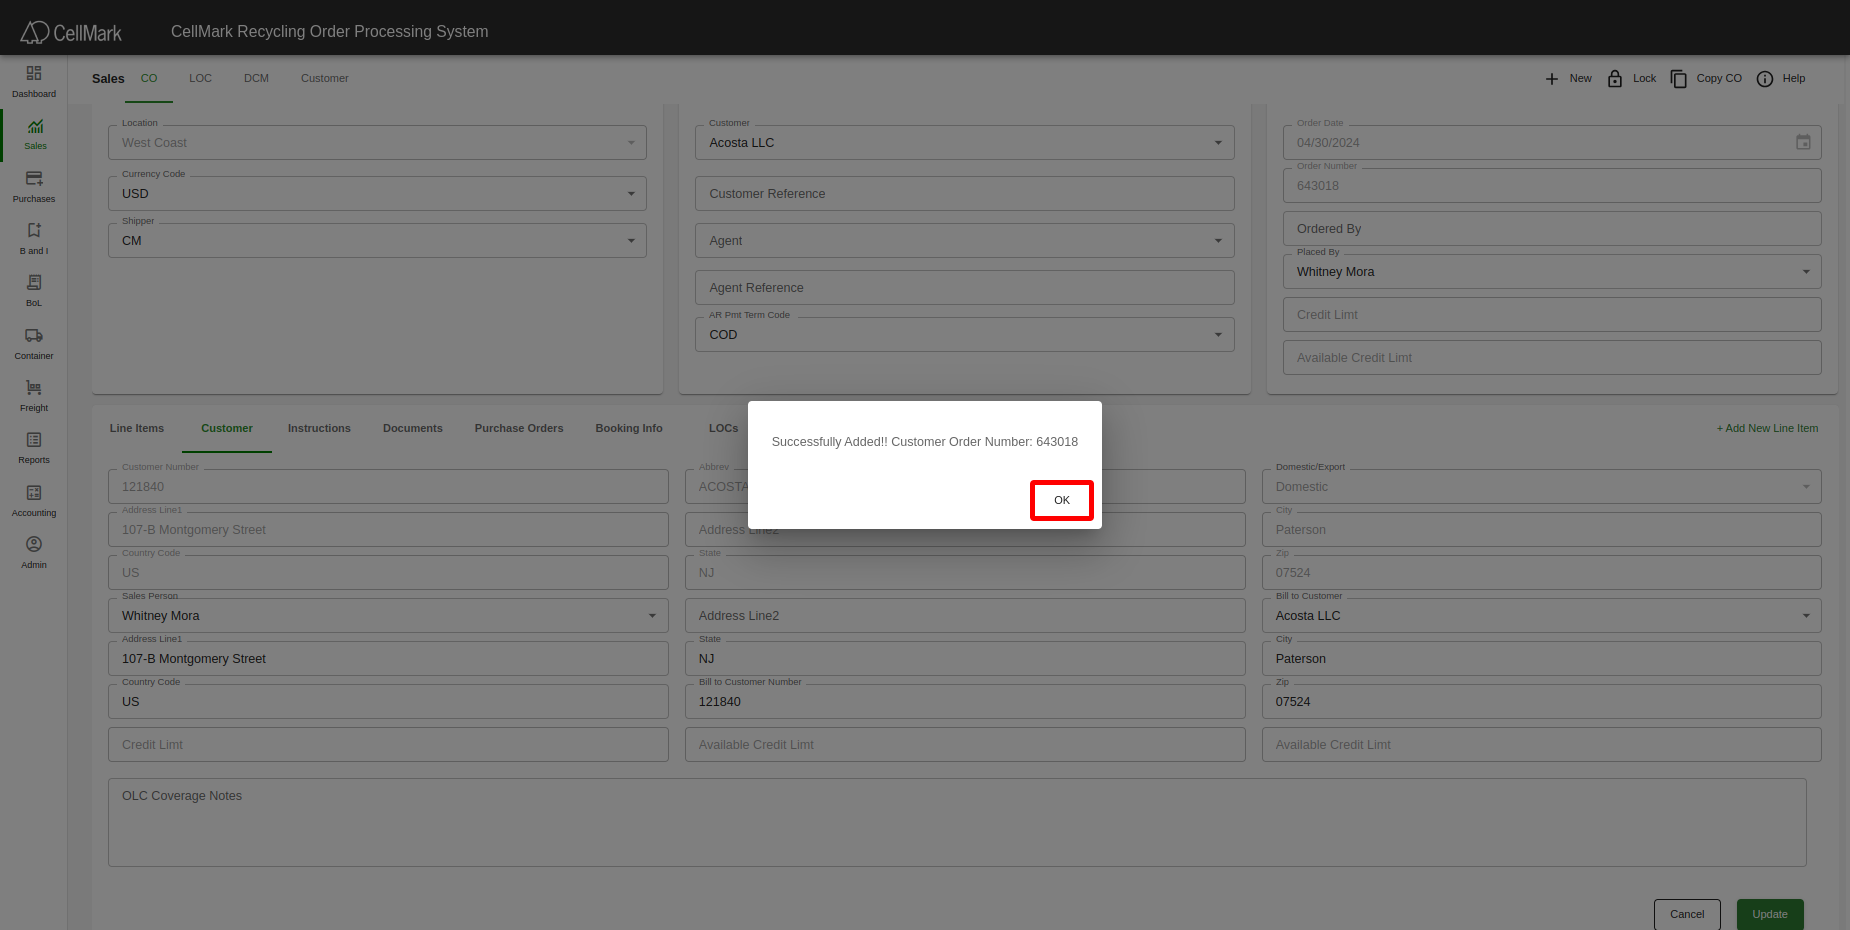 CellMark
CellMark Recycling Order Processing System
Dashboard
Sales
Purchases
B and I
BoL
Container
Freight
Reports
Accounting
Admin
Sales CO LOC DCM Customer
New Lock Copy CO Help
Location
West Coast
Currency Code
USD
Shipper
CM
Customer
Acosta LLC
Customer Reference
Agent
Agent Reference
AR Pmt Term Code
COD
Order Date
04/30/2024
Order Number
643018
Ordered By
Placed By
Whitney Mora
Credit Limt
Available Credit Limt
Line Items Customer Instructions Documents Purchase Orders Booking Info LOCs
+ Add New Line Item
Successfully Added!! Customer Order Number: 643018
OK
Customer Number
121840
Abbrev
ACOSTA
Domestic/Export
Domestic
Address Line1
107-B Montgomery Street
Address Line2
City
Paterson
Country Code
US
State
NJ
Zip
07524
Sales Person
Whitney Mora
Address Line2
Bill to Customer
Acosta LLC
Address Line1
107-B Montgomery Street
State
NJ
City
Paterson
Country Code
US
Bill to Customer Number
121840
Zip
07524
Credit Limt
Available Credit Limt
Available Credit Limt
OLC Coverage Notes
Cancel
Update